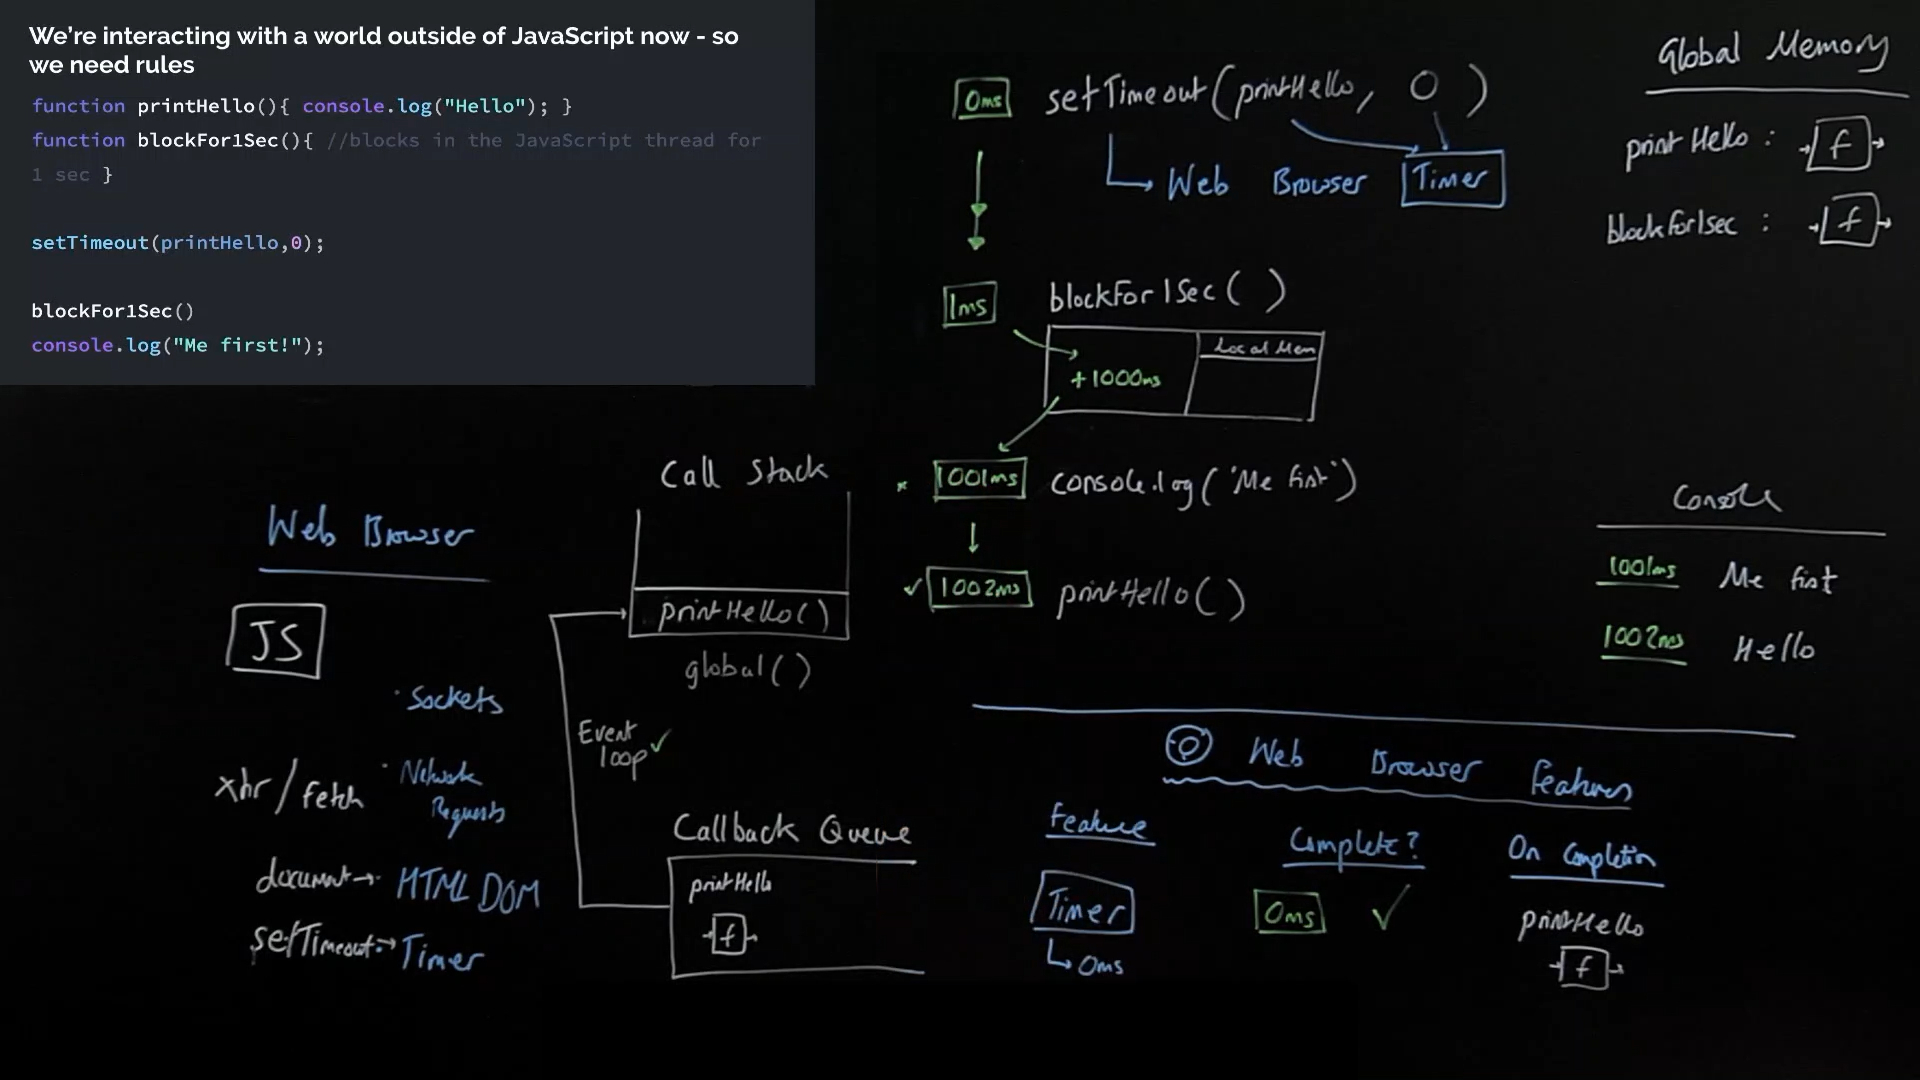 We're interacting with a world outside of JavaScript now - so
we need rules
function printHello(){ console.log("Hello"); }
function blockFor1Sec(){ //blocks in the JavaScript thread for
1 sec }
setTimeout(printHello,0);
blockFor1Sec()
console.log("Me first!");
Global Memory
printHello : f
blockfor1sec : f
0ms setTimeout(printHello, 0 )
Web Browser Timer
1ms blockFor1Sec( )
Local Mem
+1000ms
* 1001ms console.log('Me first')
✓ 1002ms printHello()
Console
1001ms Me first
1002ms Hello
Call Stack
printHello()
global()
Event
loop ✓
Callback Queue
printHello
f
Web Browser
JS
· Sockets
xhr/fetch · Network
Requests
document→· HTML DOM
setTimeout·→ Timer
Web Browser Features
Feature Complete? On Completion
Timer 0ms ✓ printHello
↳ 0ms f